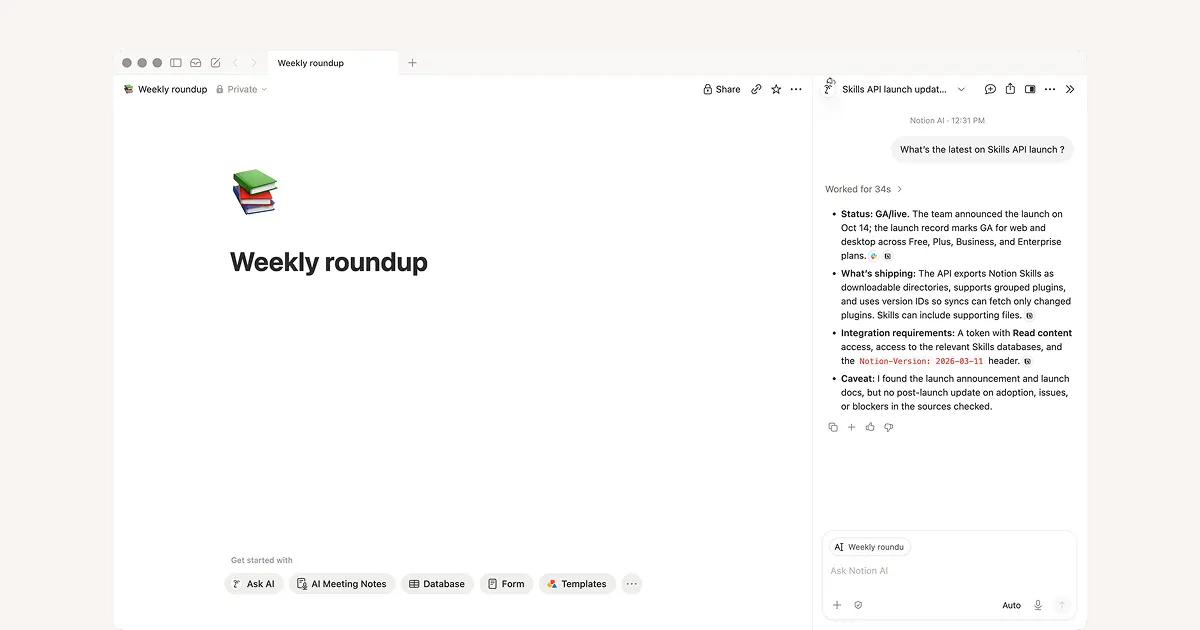 Weekly roundup
Weekly roundup Private
Share
Skills API launch updat...
Notion AI - 12:31 PM
What's the latest on Skills API launch ?
Worked for 34s
• Status: GA/live. The team announced the launch on
Oct 14; the launch record marks GA for web and
desktop across Free, Plus, Business, and Enterprise
plans.
• What's shipping: The API exports Notion Skills as
downloadable directories, supports grouped plugins,
and uses version IDs so syncs can fetch only changed
plugins. Skills can include supporting files.
• Integration requirements: A token with Read content
access, access to the relevant Skills databases, and
the Notion-Version: 2026-03-11 header.
• Caveat: I found the launch announcement and launch
docs, but no post-launch update on adoption, issues,
or blockers in the sources checked.
Weekly roundup
Get started with
Ask AI AI Meeting Notes Database Form Templates
Weekly roundu
Ask Notion AI
Auto